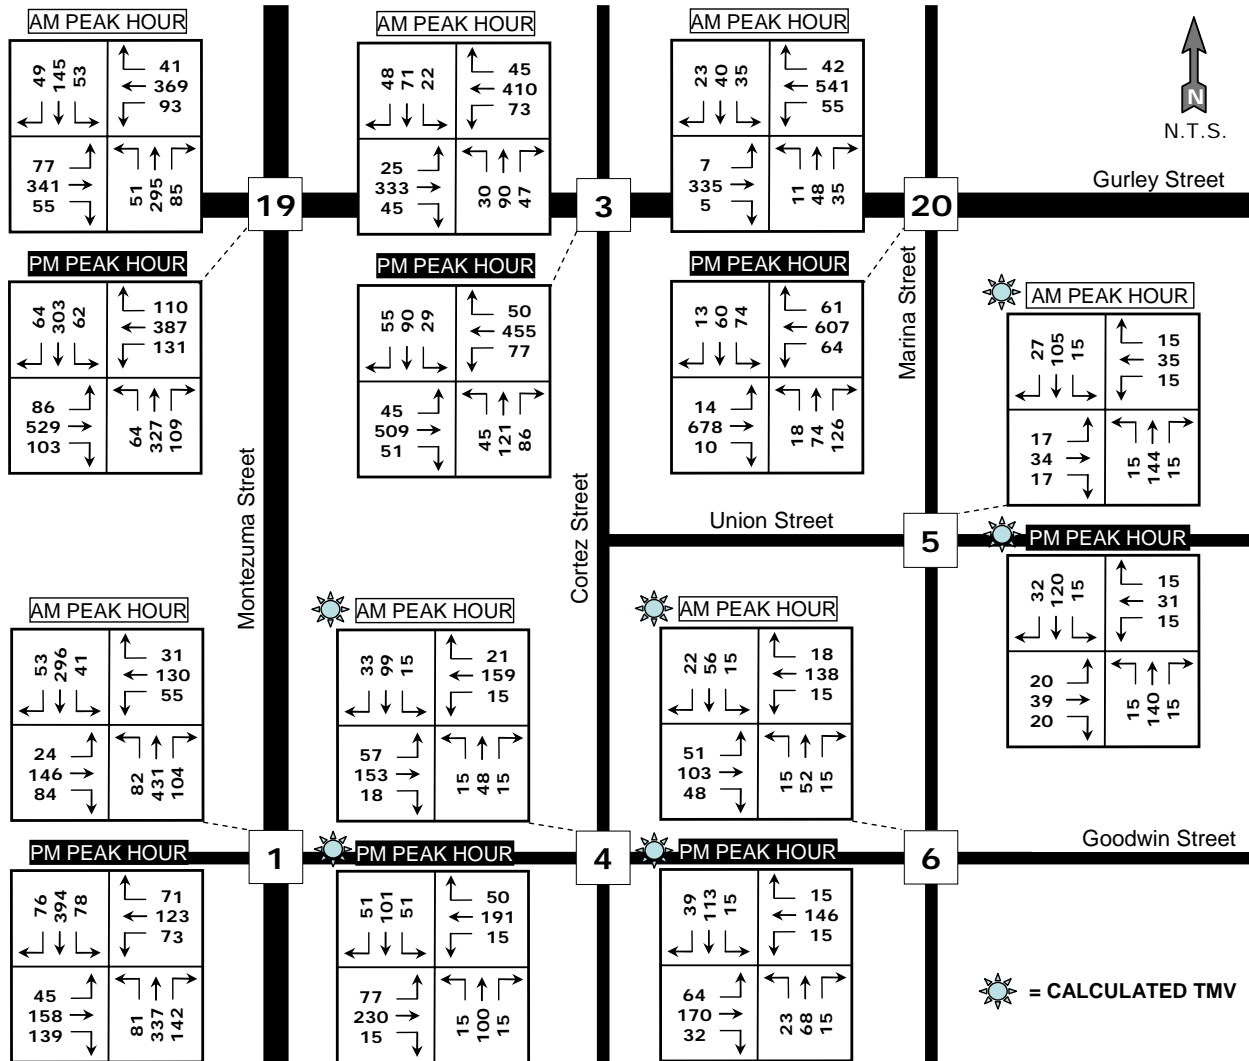 AM PEAK HOUR
49 145 53
41
369
93
77
341
55
51 295 85
AM PEAK HOUR
48 71 22
45
410
73
25
333
45
30 90 47
AM PEAK HOUR
23 40 35
42
541
55
7
335
5
11 48 35
N
N.T.S.
Gurley Street
19
3
20
PM PEAK HOUR
64 303 62
110
387
131
86
529
103
64 327 109
PM PEAK HOUR
55 90 29
50
455
77
45
509
51
45 121 86
PM PEAK HOUR
13 60 74
61
607
64
14
678
10
18 74 126
Marina Street
AM PEAK HOUR
27 105 15
15
35
15
17
34
17
15 144 15
Montezuma Street
Cortez Street
Union Street
5
PM PEAK HOUR
32 120 15
15
31
15
20
39
20
15 140 15
AM PEAK HOUR
53 296 41
31
130
55
24
146
84
82 431 104
AM PEAK HOUR
33 99 15
21
159
15
57
153
18
15 48 15
AM PEAK HOUR
22 56 15
18
138
15
51
103
48
15 52 15
Goodwin Street
1
4
6
PM PEAK HOUR
76 394 78
71
123
73
45
158
139
81 337 142
PM PEAK HOUR
51 101 51
50
191
15
77
230
15
15 100 15
PM PEAK HOUR
39 113 15
15
146
15
64
170
32
23 68 15
= CALCULATED TMV